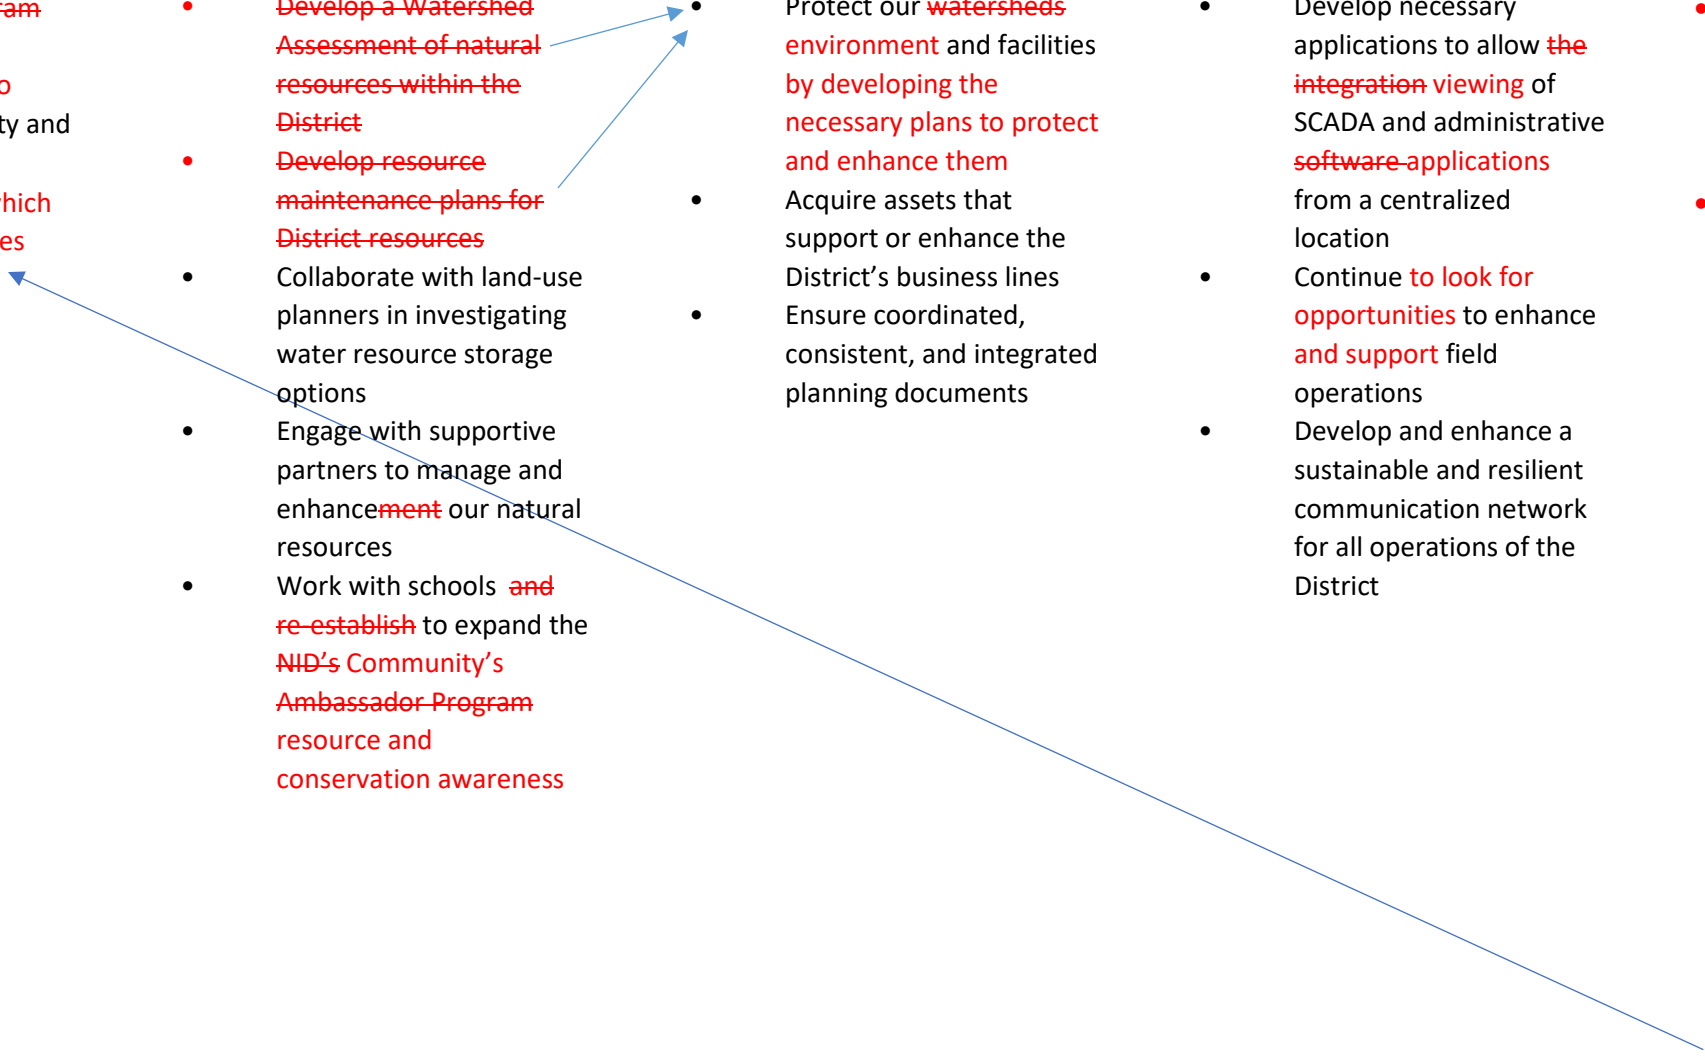 ram
o
ty and
hich
es
Develop a Watershed
Assessment of natural
resources within the
District
Develop resource
maintenance plans for
District resources
Collaborate with land-use
planners in investigating
water resource storage
options
Engage with supportive
partners to manage and
enhancement our natural
resources
Work with schools and
re-establish to expand the
NID's Community's
Ambassador Program
resource and
conservation awareness
Protect our watersheds
environment and facilities
by developing the
necessary plans to protect
and enhance them
Acquire assets that
support or enhance the
District's business lines
Ensure coordinated,
consistent, and integrated
planning documents
Develop necessary
applications to allow the
integration viewing of
SCADA and administrative
software applications
from a centralized
location
Continue to look for
opportunities to enhance
and support field
operations
Develop and enhance a
sustainable and resilient
communication network
for all operations of the
District